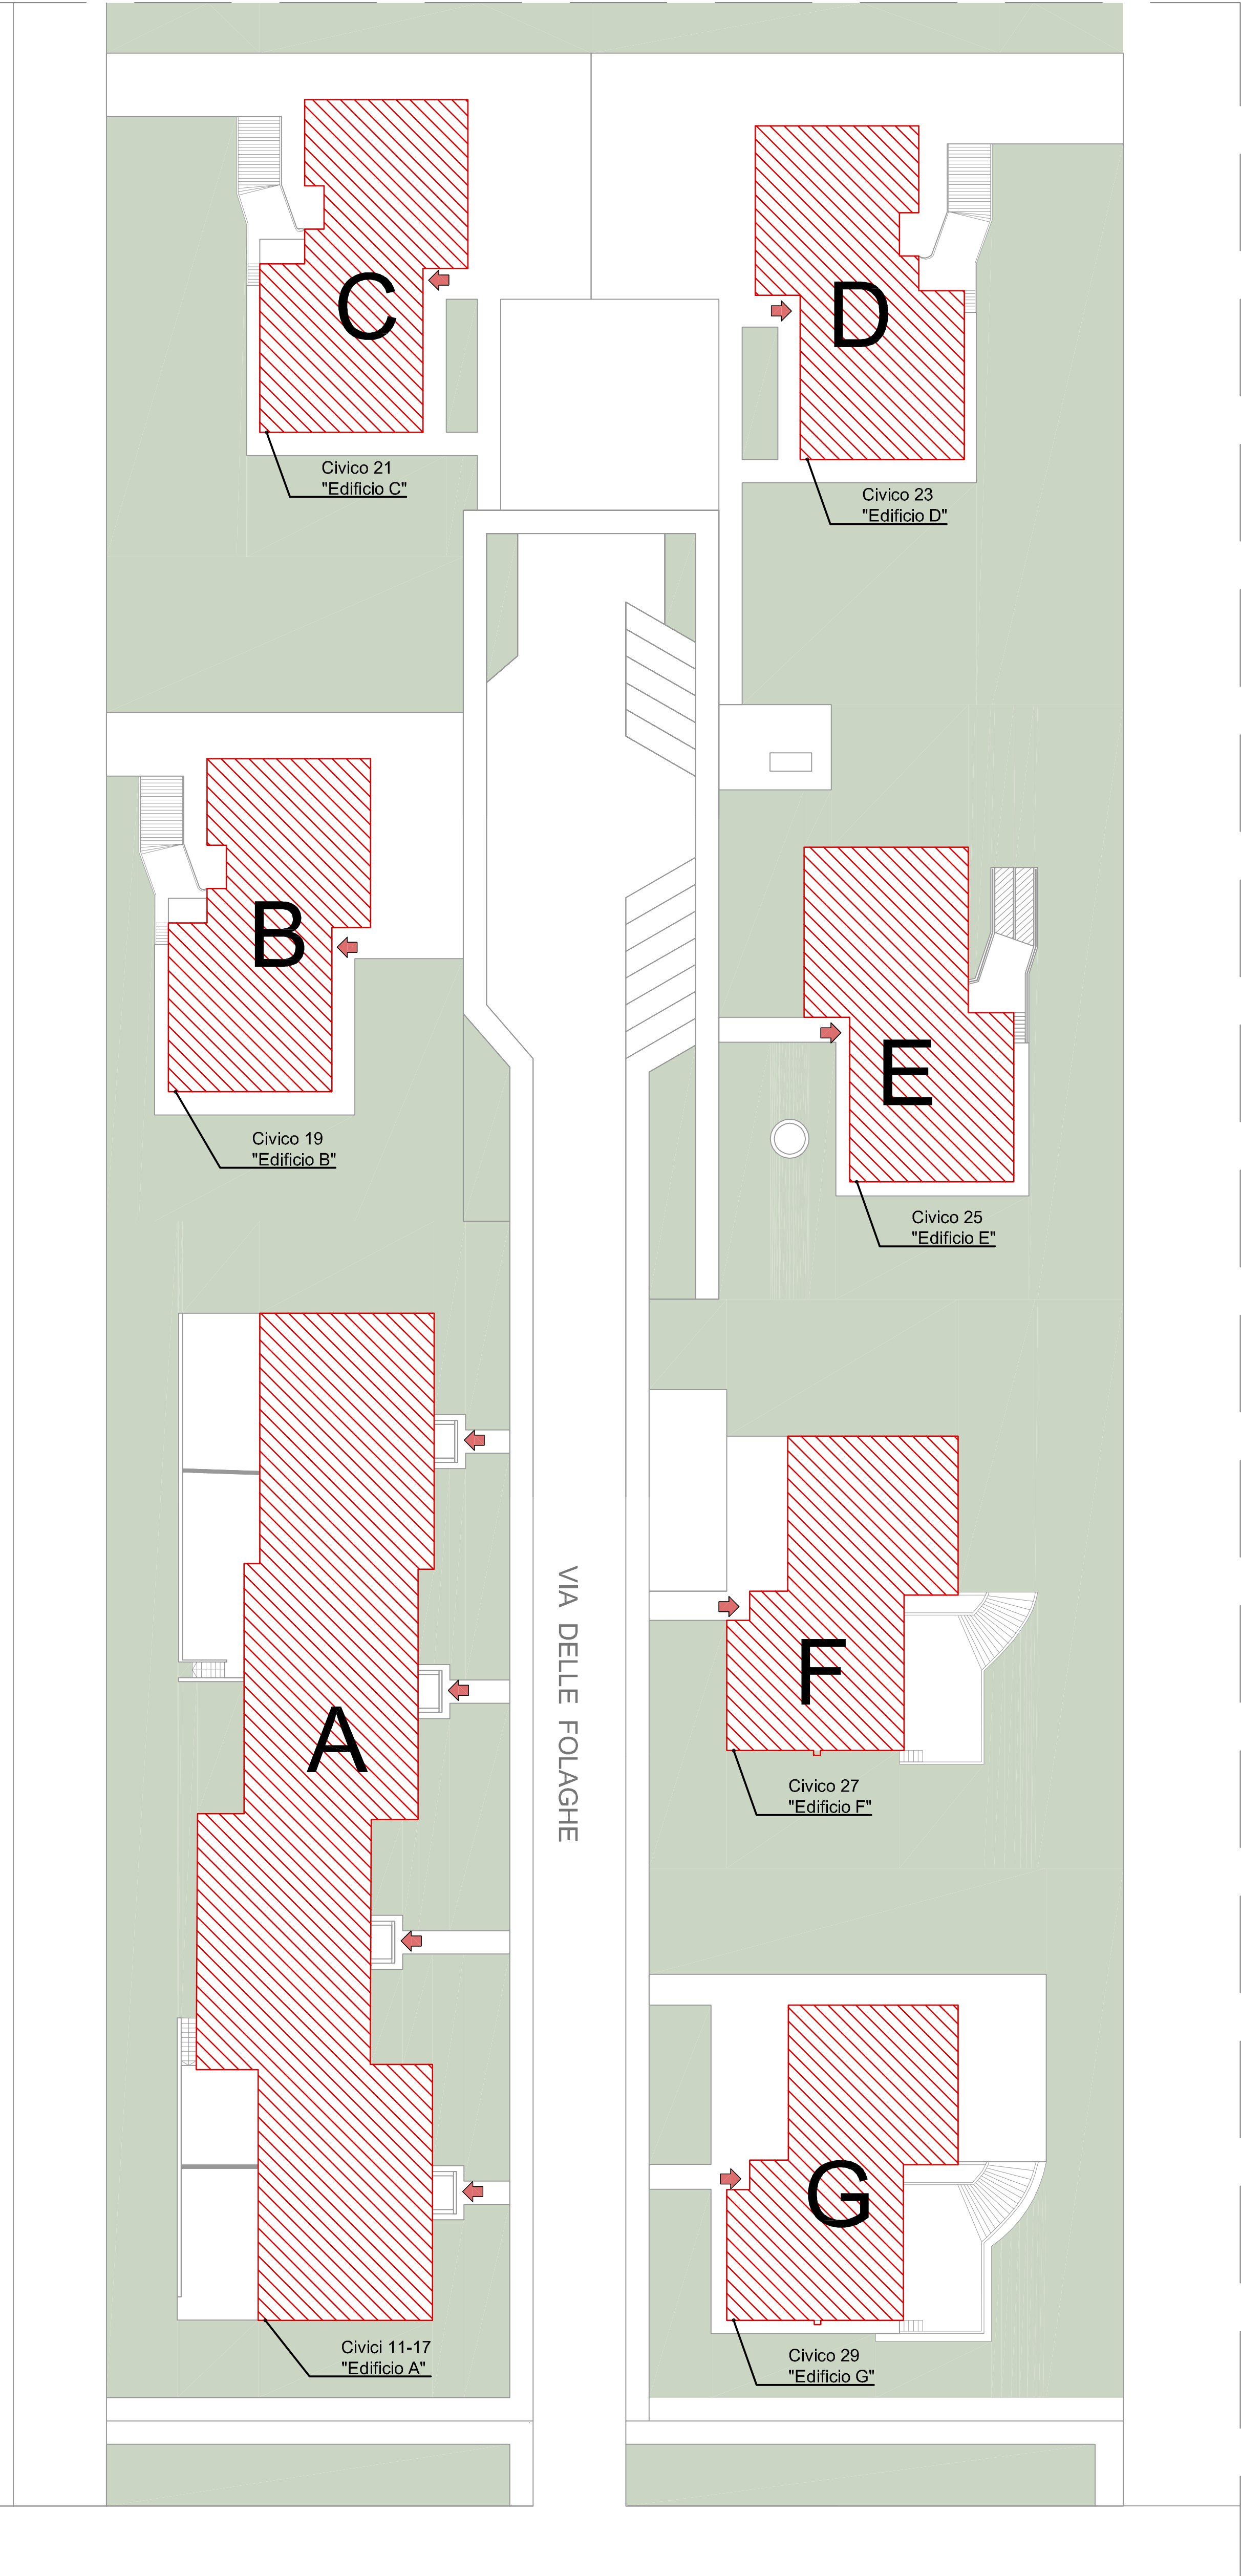 C
D
Civico 21
"Edificio C"
Civico 23
"Edificio D"
B
E
Civico 19
"Edificio B"
Civico 25
"Edificio E"
VIA DELLE FOLAGHE
F
A
Civico 27
"Edificio F"
G
Civici 11-17
"Edificio A"
Civico 29
"Edificio G"